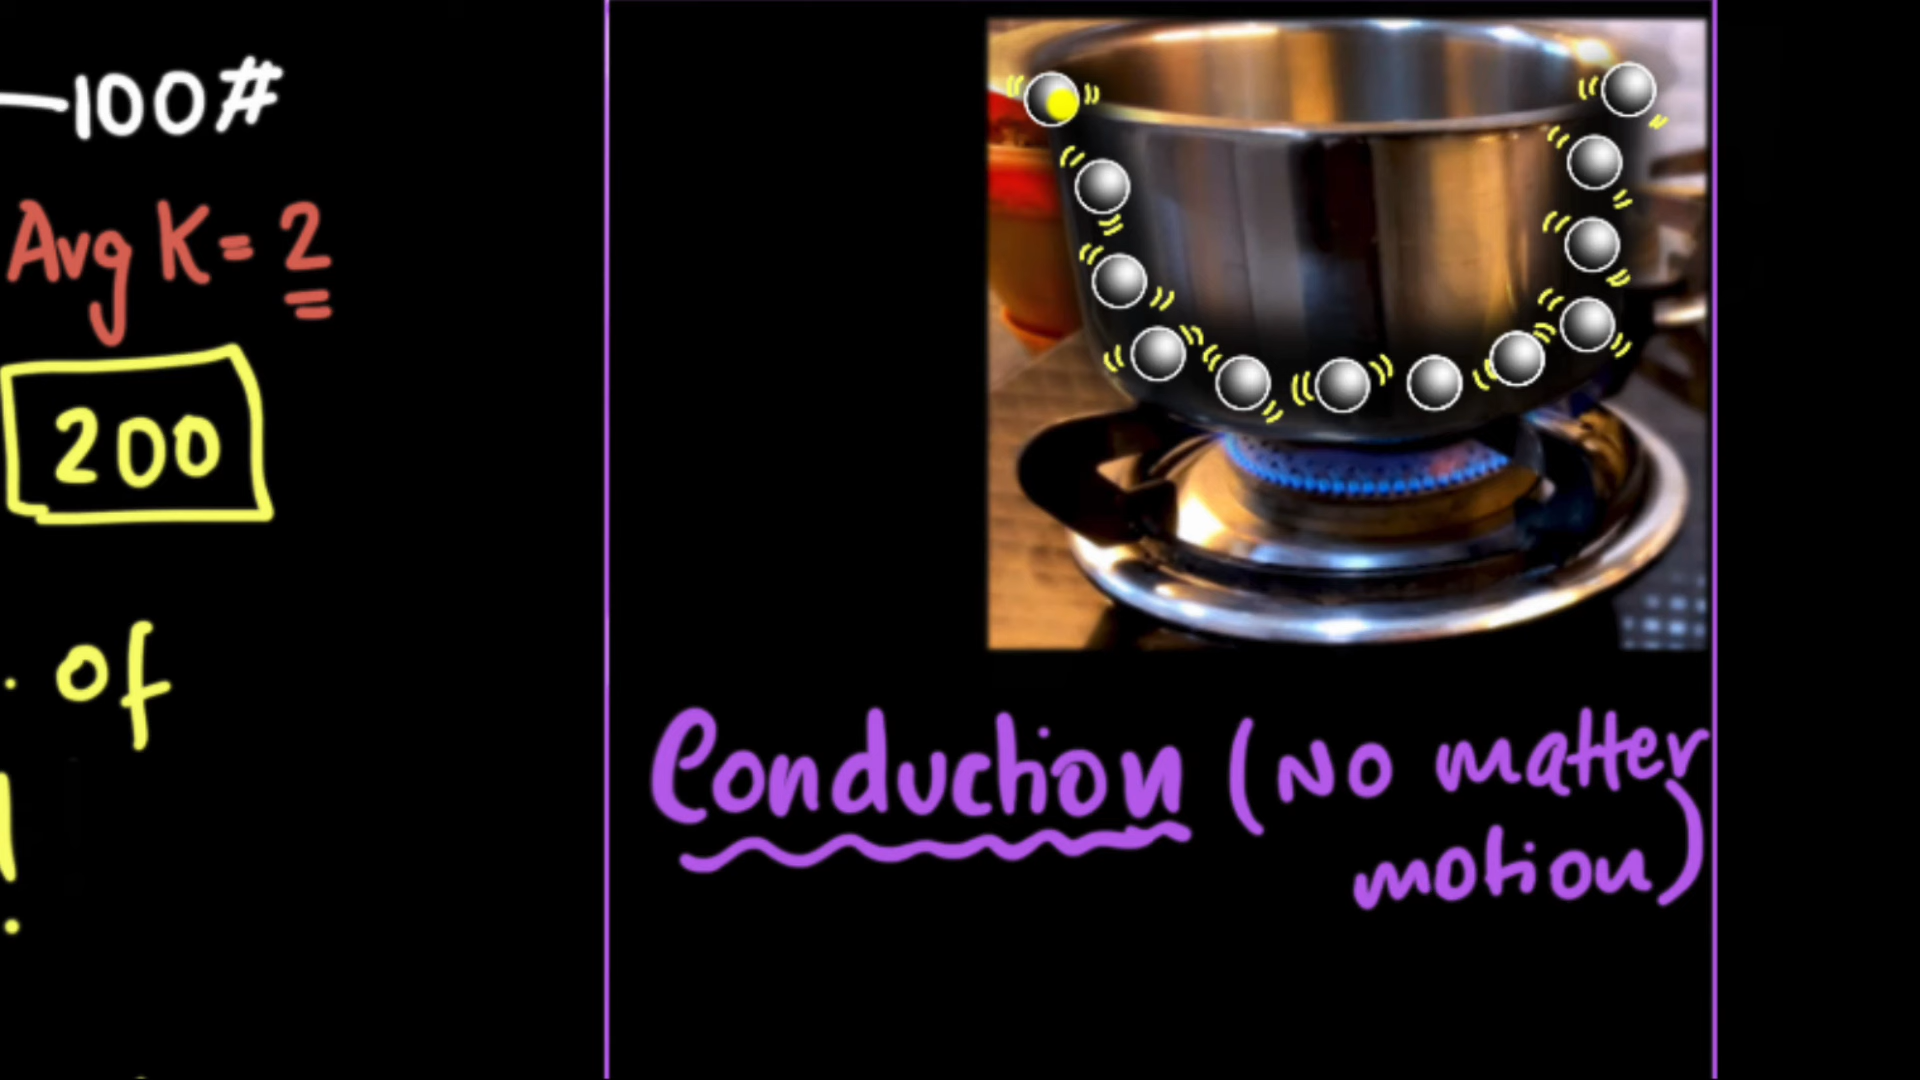 100#
Avg K = 2
200
. of
Conduction (No matter
motion)